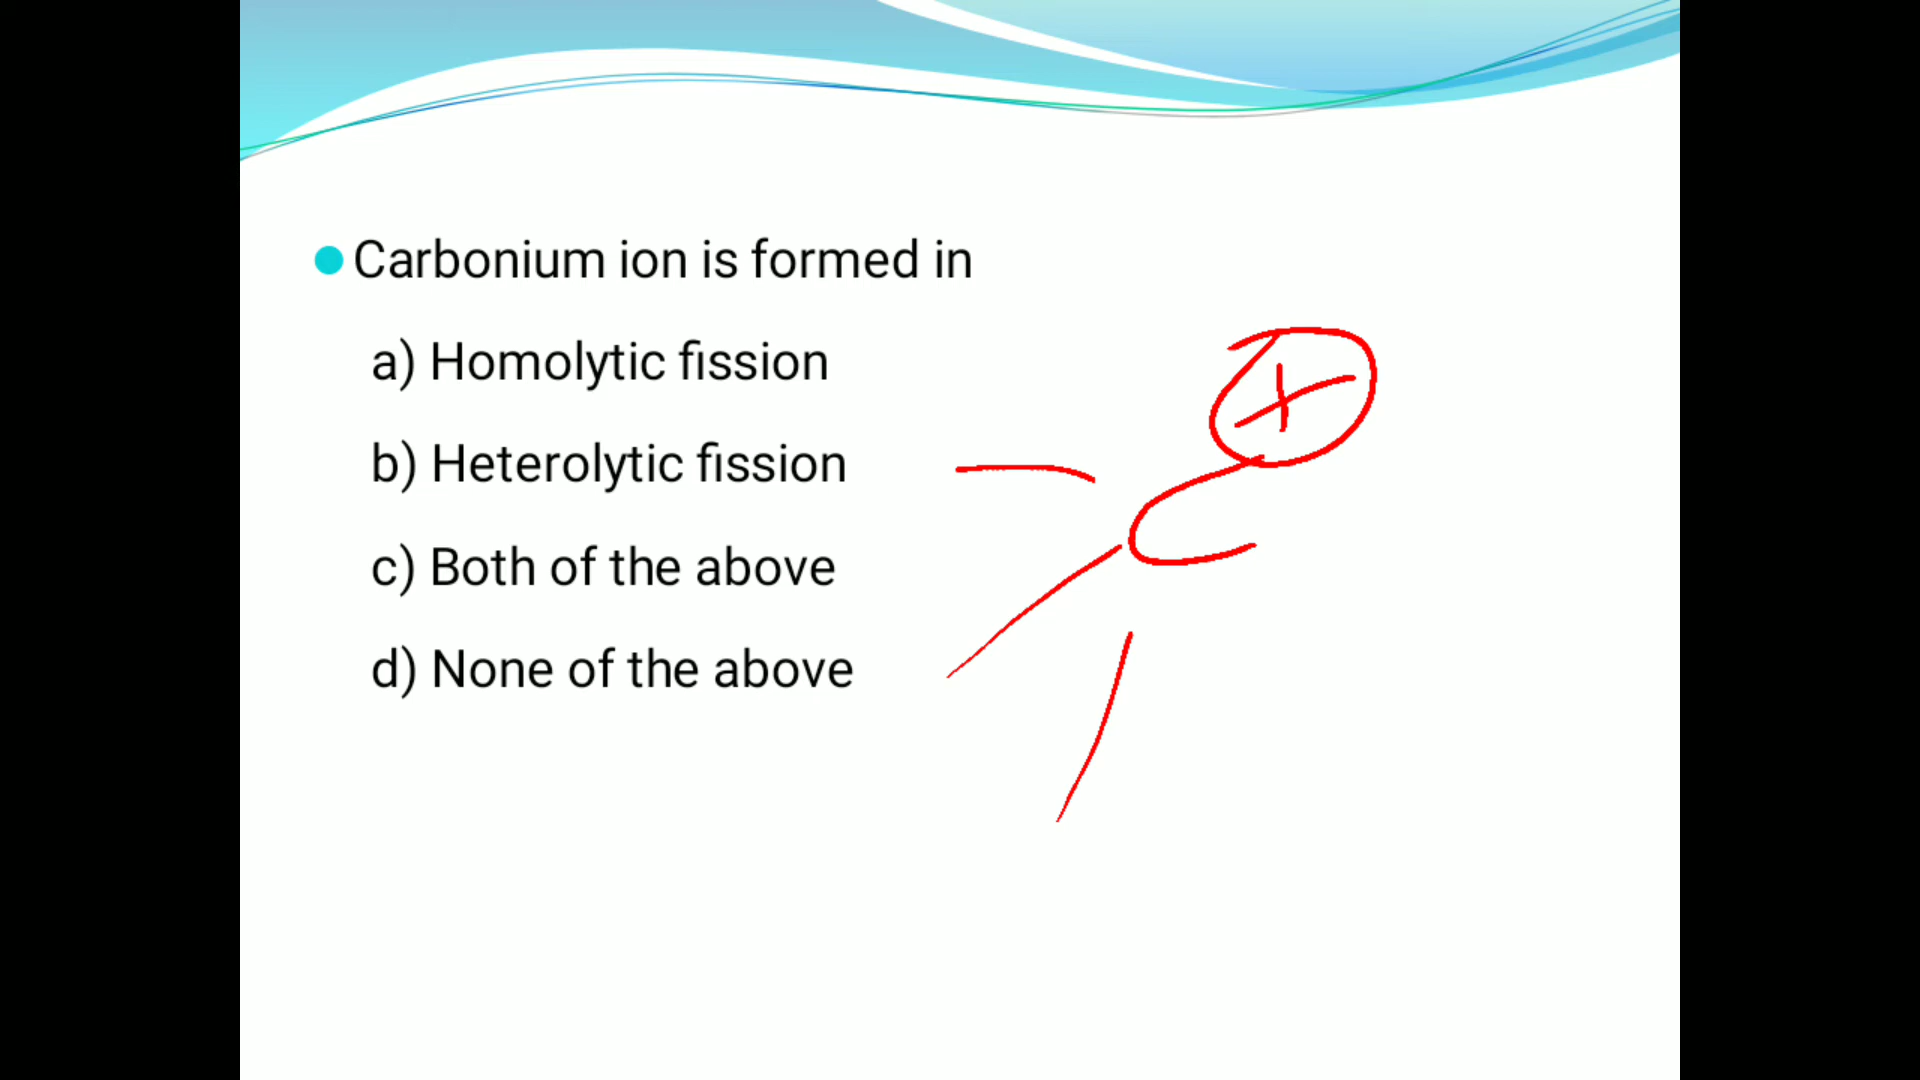 Carbonium ion is formed in
a) Homolytic fission
b) Heterolytic fission
c) Both of the above
d) None of the above
+
C